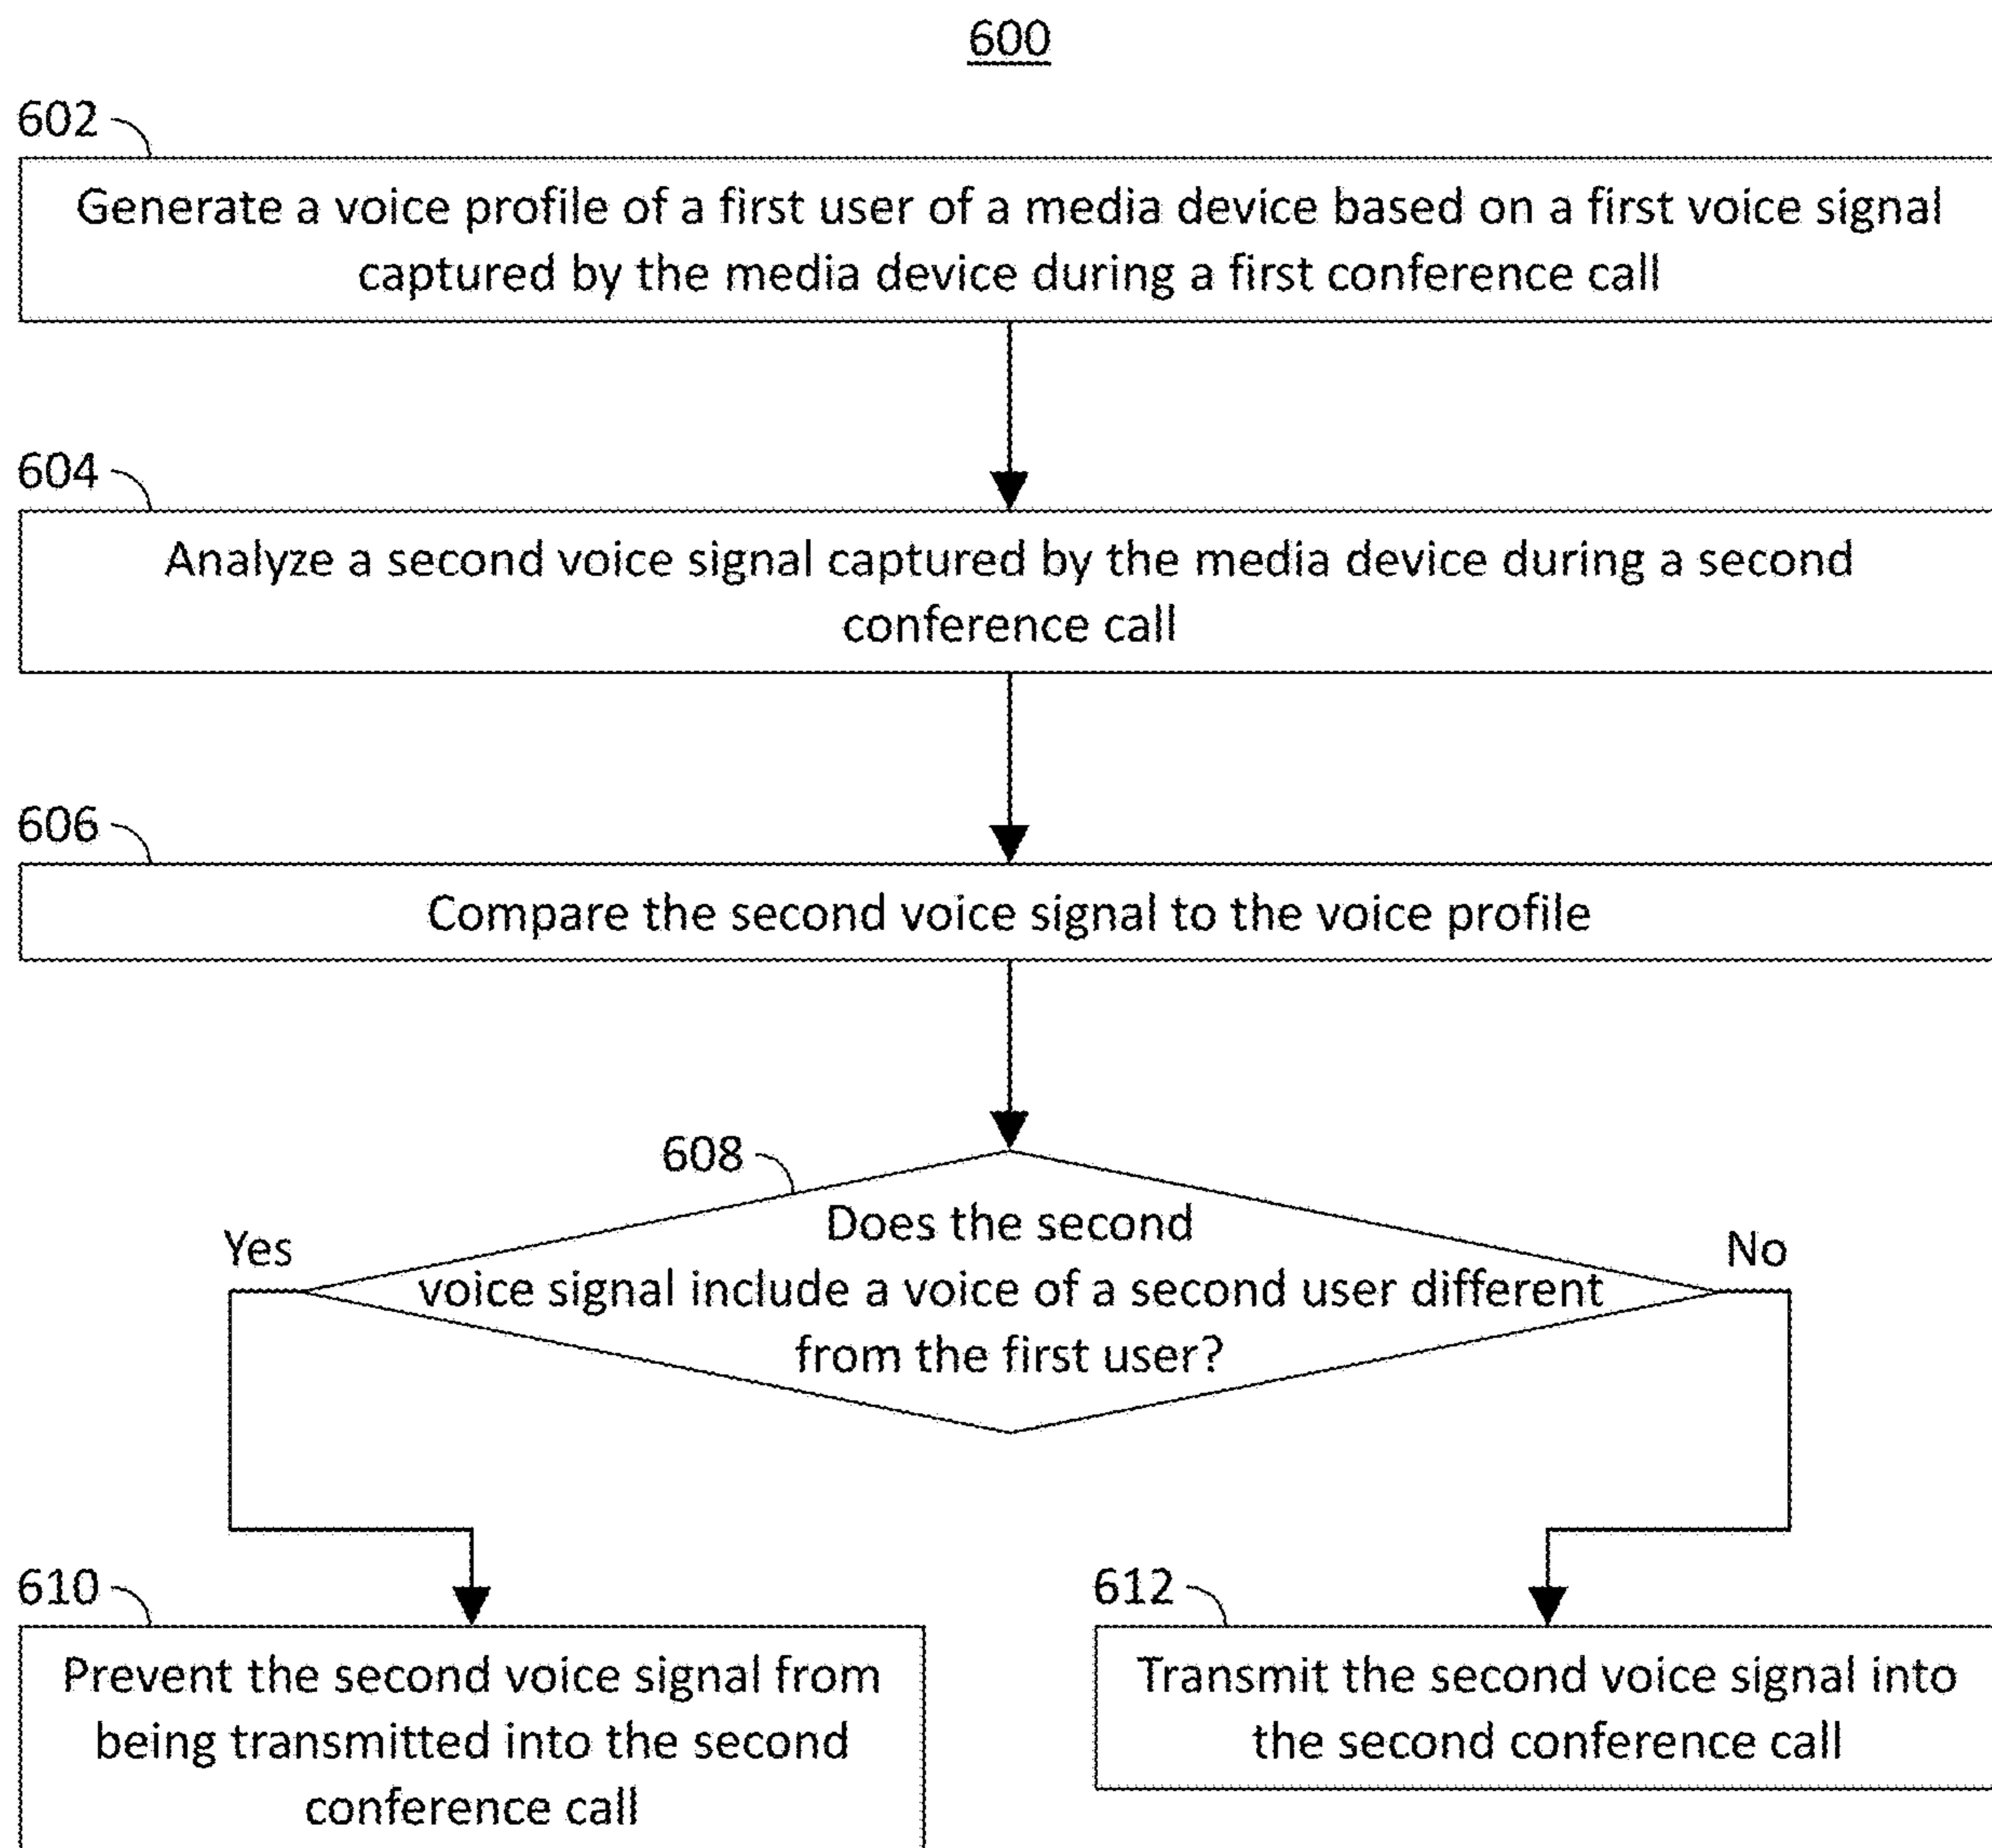 600
602
Generate a voice profile of a first user of a media device based on a first voice signal
captured by the media device during a first conference call
604
Analyze a second voice signal captured by the media device during a second
conference call
606
Compare the second voice signal to the voice profile
608
Does the second
voice signal include a voice of a second user different
from the first user?
Yes
No
610
Prevent the second voice signal from
being transmitted into the second
conference call
612
Transmit the second voice signal into
the second conference call